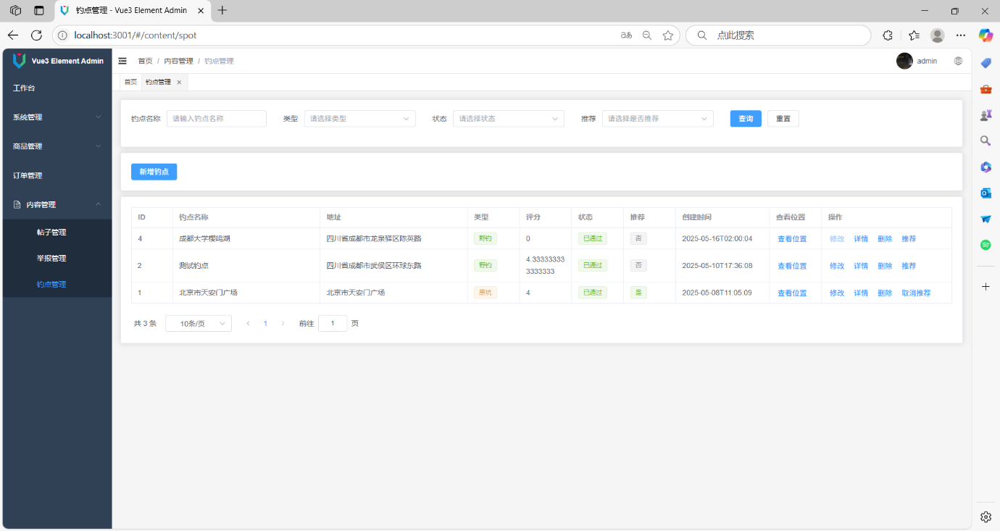 钓点管理 - Vue3 Element Admin
localhost:3001/#/content/spot
点此搜索
Vue3 Element Admin
首页 / 内容管理 / 钓点管理
admin
首页 钓点管理
工作台
系统管理
商品管理
订单管理
内容管理
帖子管理
举报管理
钓点管理
钓点名称 请输入钓点名称 类型 请选择类型 状态 请选择状态 推荐 请选择是否推荐 查询 重置
新增钓点
ID 钓点名称 地址 类型 评分 状态 推荐 创建时间 查看位置 操作
4 成都大学樱鸣湖 四川省成都市龙泉驿区陈英路 野钓 0 已通过 否 2025-05-16T02:00:04 查看位置 修改 详情 删除 推荐
2 测试钓点 四川省成都市武侯区环球东路 野钓 4.333333333333333 已通过 否 2025-05-10T17:36:08 查看位置 修改 详情 删除 推荐
1 北京市天安门广场 北京市天安门广场 黑坑 4 已通过 是 2025-05-08T11:05:09 查看位置 修改 详情 删除 取消推荐
共 3 条 10条/页 1 前往 1 页